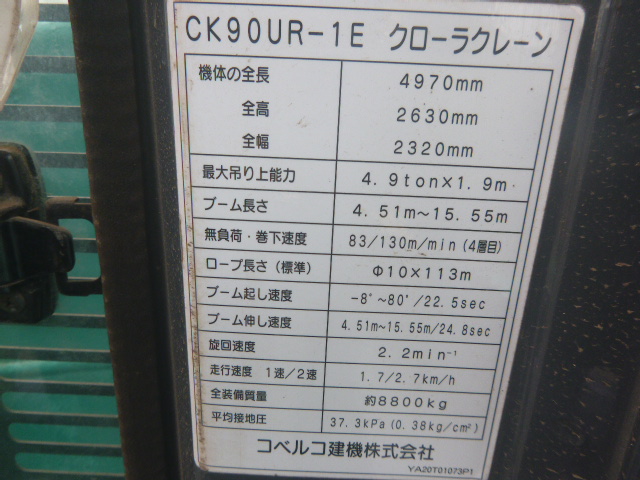 CK90UR-1E クローラクレーン
機体の全長 4970mm
全高 2630mm
全幅 2320mm
最大吊り上能力 4.9ton×1.9m
ブーム長さ 4.51m～15.55m
無負荷・巻下速度 83/130m/min(4層目)
ロープ長さ(標準) Φ10×113m
ブーム起し速度 -8°~80°/22.5sec
ブーム伸し速度 4.51m~15.55m/24.8sec
旋回速度 2.2min⁻¹
走行速度 1速/2速 1.7/2.7km/h
全装備質量 約8800kg
平均接地圧 37.3kPa(0.38kg/cm²)
コベルコ建機株式会社
YA20T01073P1